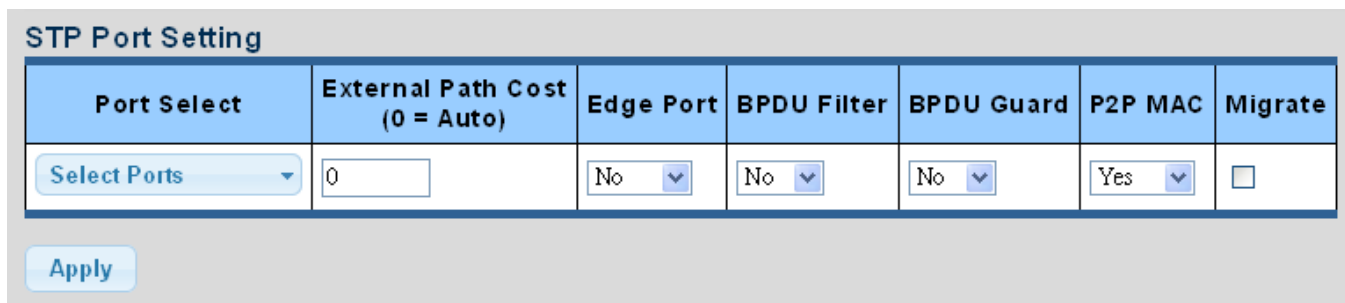 STP Port Setting
Port Select
External Path Cost
(0 = Auto)
Edge Port
BPDU Filter
BPDU Guard
P2P MAC
Migrate
Select Ports
0
No
No
No
Yes
Apply